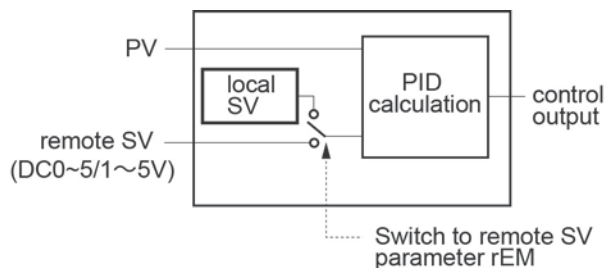 PV
local
SV
PID
calculation
control
output
remote SV
(DC0~5/1～5V)
Switch to remote SV
parameter rEM